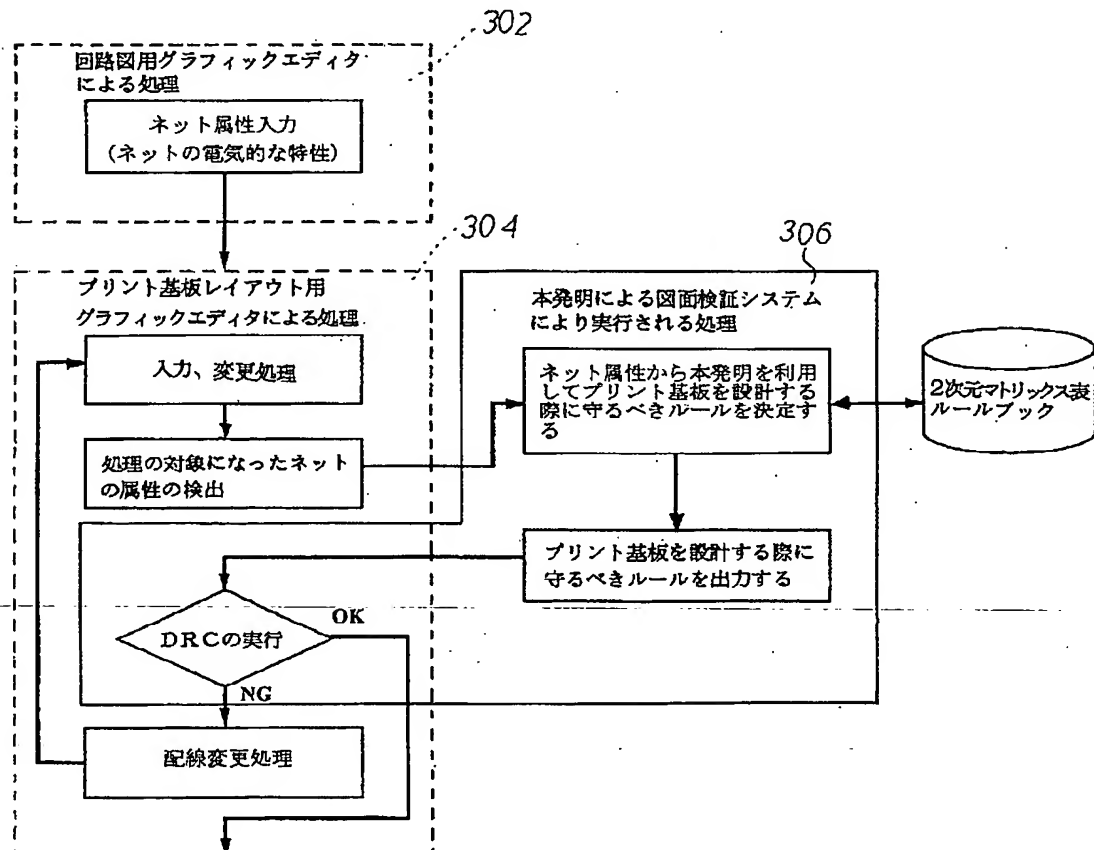 302
回路図用グラフィックエディタ
による処理
ネット属性入力
(ネットの電気的な特性)
304
プリント基板レイアウト用
グラフィックエディタによる処理
入力、変更処理
処理の対象になったネット
の属性の検出
306
本発明による図面検証システム
により実行される処理
ネット属性から本発明を利用
してプリント基板を設計する
際に守るべきルールを決定す
る
2次元マトリックス表
ルールブック
プリント基板を設計する際に
守るべきルールを出力する
DRCの実行
OK
NG
配線変更処理